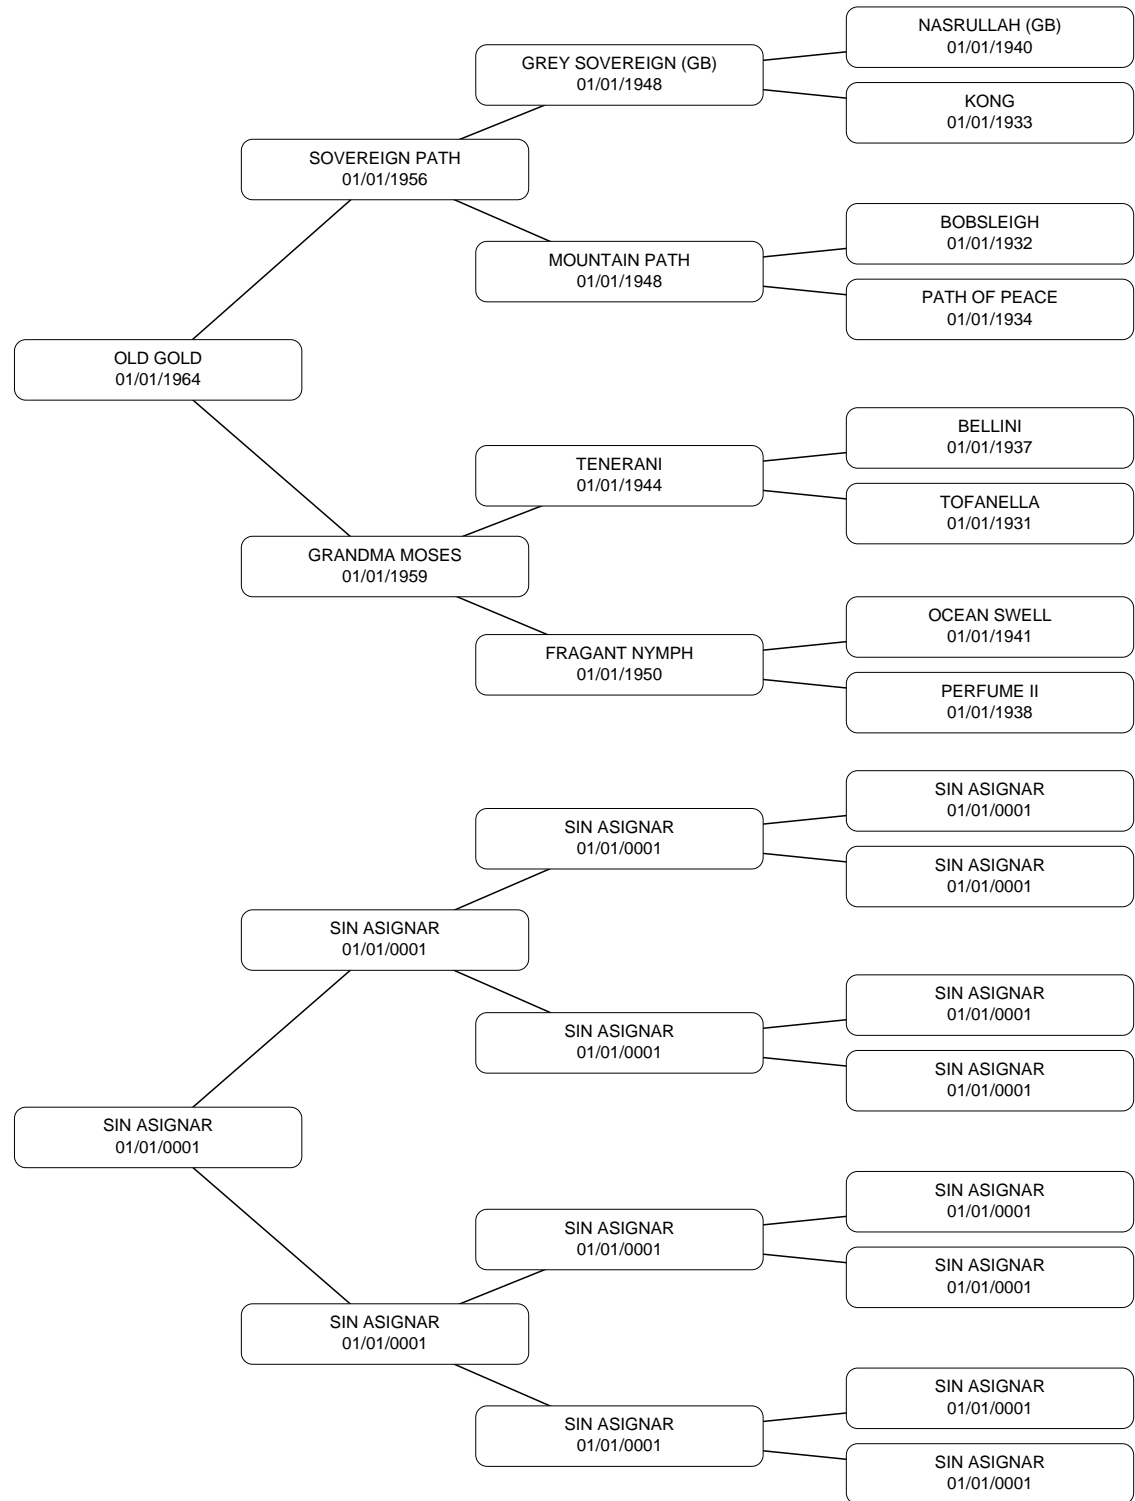 NASRULLAH (GB)
01/01/1940
GREY SOVEREIGN (GB)
01/01/1948
KONG
01/01/1933
SOVEREIGN PATH
01/01/1956
BOBSLEIGH
01/01/1932
MOUNTAIN PATH
01/01/1948
PATH OF PEACE
01/01/1934
OLD GOLD
01/01/1964
BELLINI
01/01/1937
TENERANI
01/01/1944
TOFANELLA
01/01/1931
GRANDMA MOSES
01/01/1959
OCEAN SWELL
01/01/1941
FRAGANT NYMPH
01/01/1950
PERFUME II
01/01/1938
SIN ASIGNAR
01/01/0001
SIN ASIGNAR
01/01/0001
SIN ASIGNAR
01/01/0001
SIN ASIGNAR
01/01/0001
SIN ASIGNAR
01/01/0001
SIN ASIGNAR
01/01/0001
SIN ASIGNAR
01/01/0001
SIN ASIGNAR
01/01/0001
SIN ASIGNAR
01/01/0001
SIN ASIGNAR
01/01/0001
SIN ASIGNAR
01/01/0001
SIN ASIGNAR
01/01/0001
SIN ASIGNAR
01/01/0001
SIN ASIGNAR
01/01/0001
SIN ASIGNAR
01/01/0001